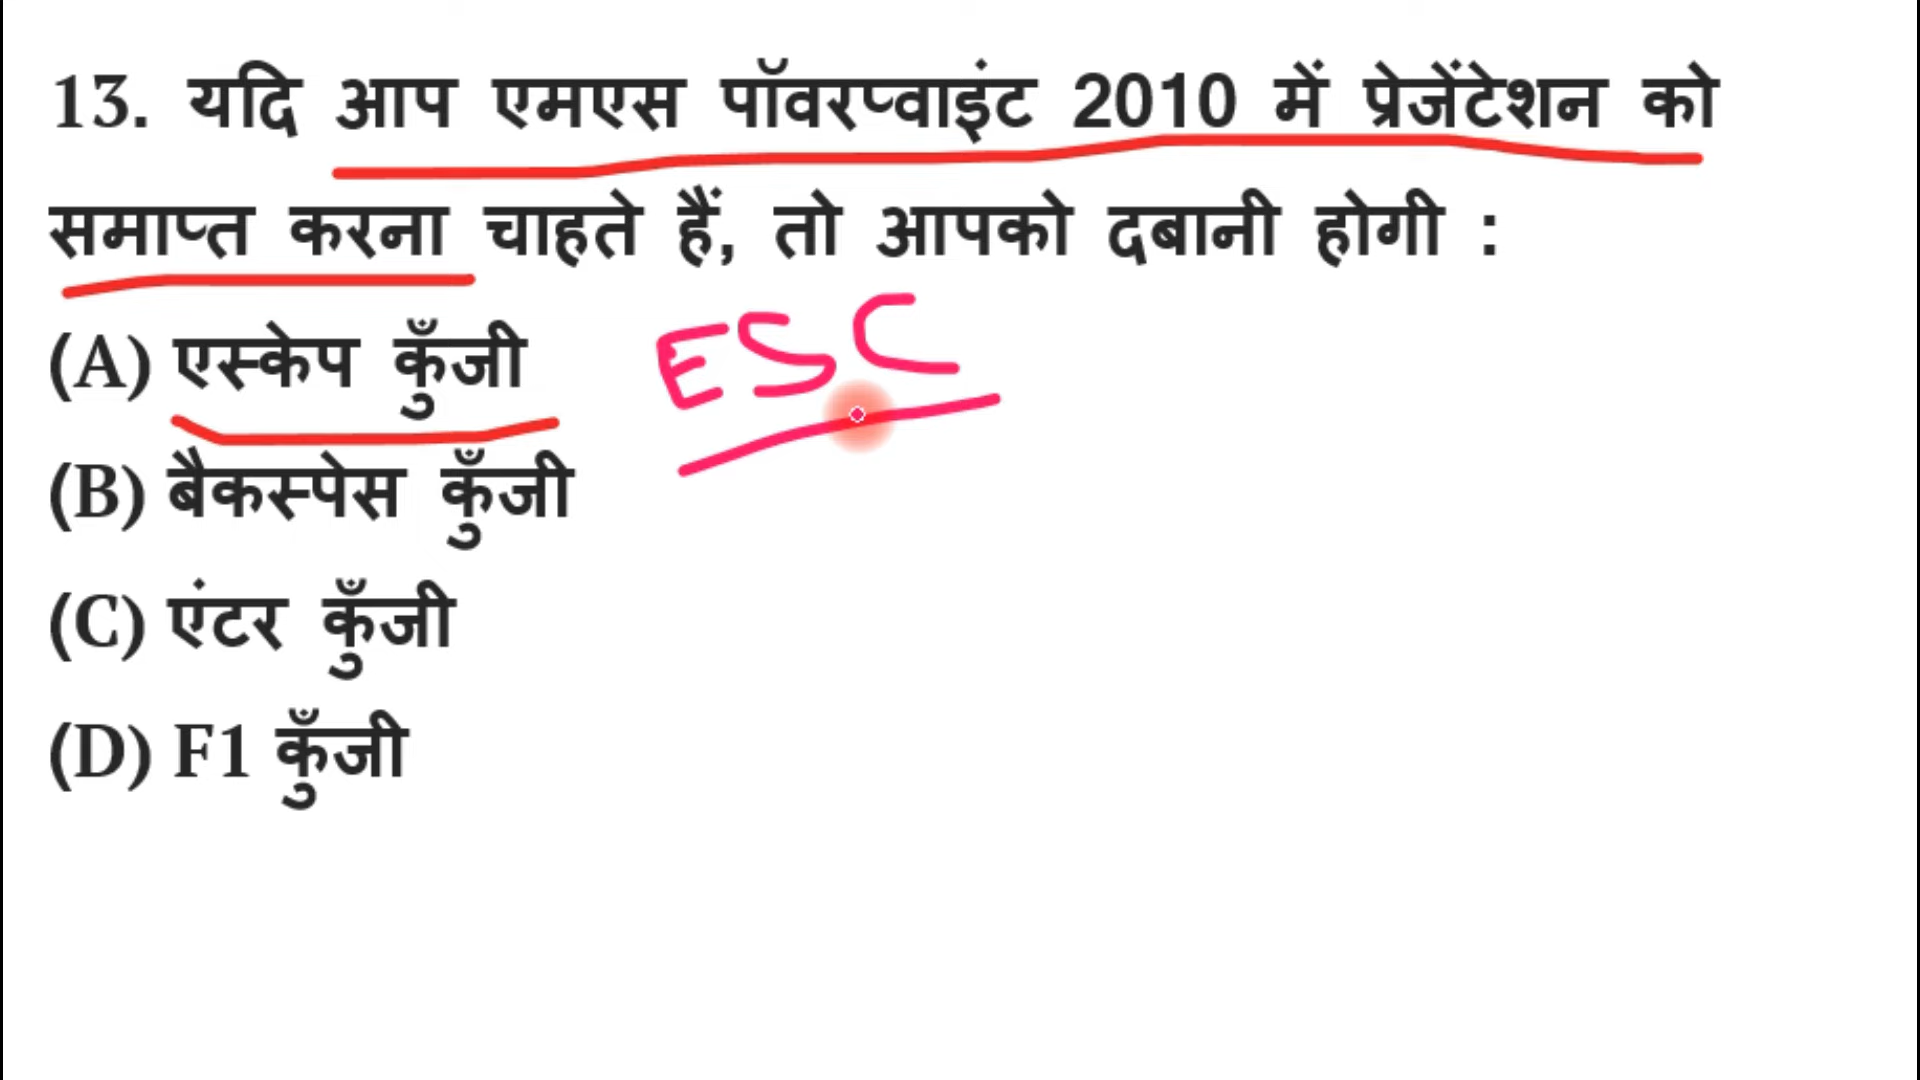 13. यदि आप एमएस पॉवरप्वाइंट 2010 में प्रेजेंटेशन को
समाप्त करना चाहते हैं, तो आपको दबानी होगी :
(A) एस्केप कुँजी
ESC
(B) बैकस्पेस कुँजी
(C) एंटर कुँजी
(D) F1 कुँजी